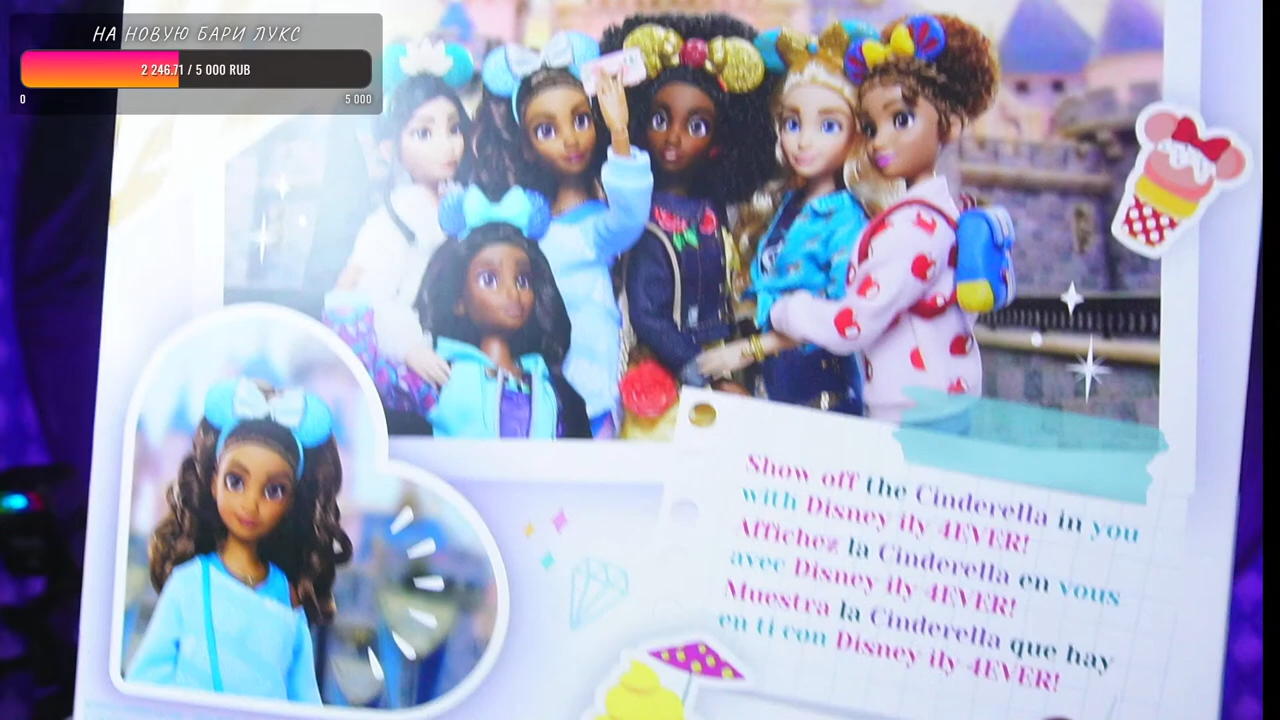 НА НОВУЮ БАРИ ЛУКС
2 246.71 / 5 000 RUB
0
5 000
Show off the Cinderella in you
with Disney ily 4EVER!
Affichez la Cinderella en vous
avec Disney ily 4EVER!
Muestra la Cinderella que hay
en ti con Disney ily 4EVER!